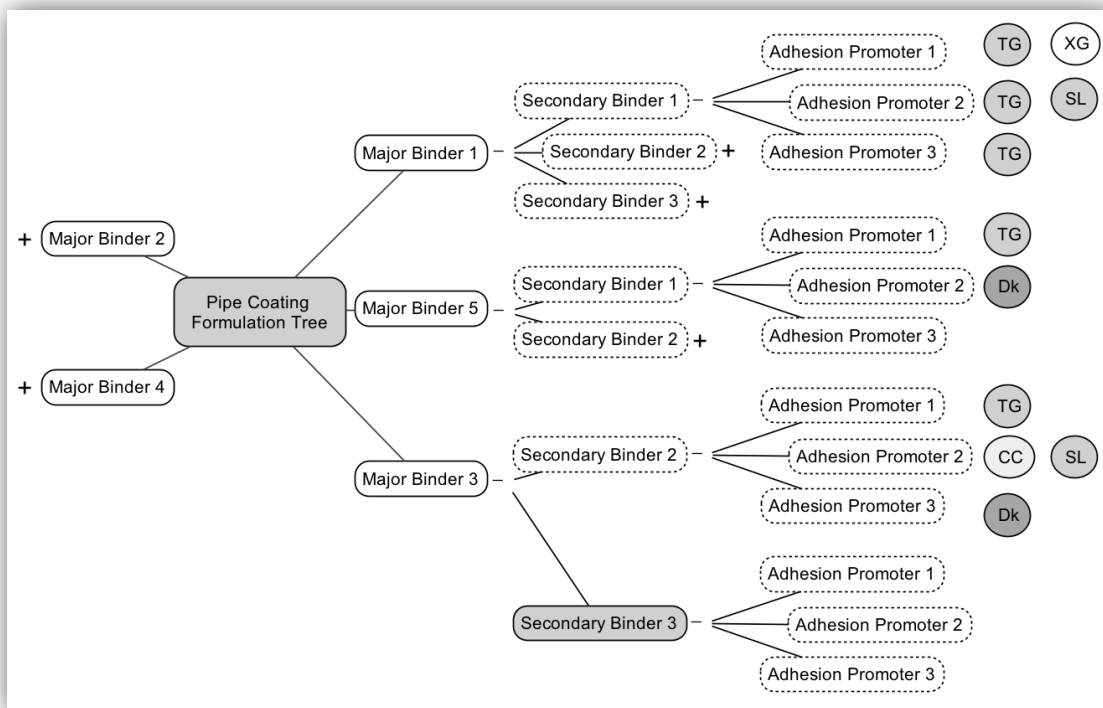 Adhesion Promoter 1 TG XG
Secondary Binder 1 – Adhesion Promoter 2 TG SL
Major Binder 1 – Secondary Binder 2 + Adhesion Promoter 3 TG
Secondary Binder 3 +
+ Major Binder 2
Adhesion Promoter 1 TG
Pipe Coating
Formulation Tree
Major Binder 5 – Secondary Binder 1 – Adhesion Promoter 2 Dk
Secondary Binder 2 + Adhesion Promoter 3
+ Major Binder 4
Adhesion Promoter 1 TG
Major Binder 3 – Secondary Binder 2 – Adhesion Promoter 2 CC SL
Adhesion Promoter 3 Dk
Adhesion Promoter 1
Secondary Binder 3 – Adhesion Promoter 2
Adhesion Promoter 3